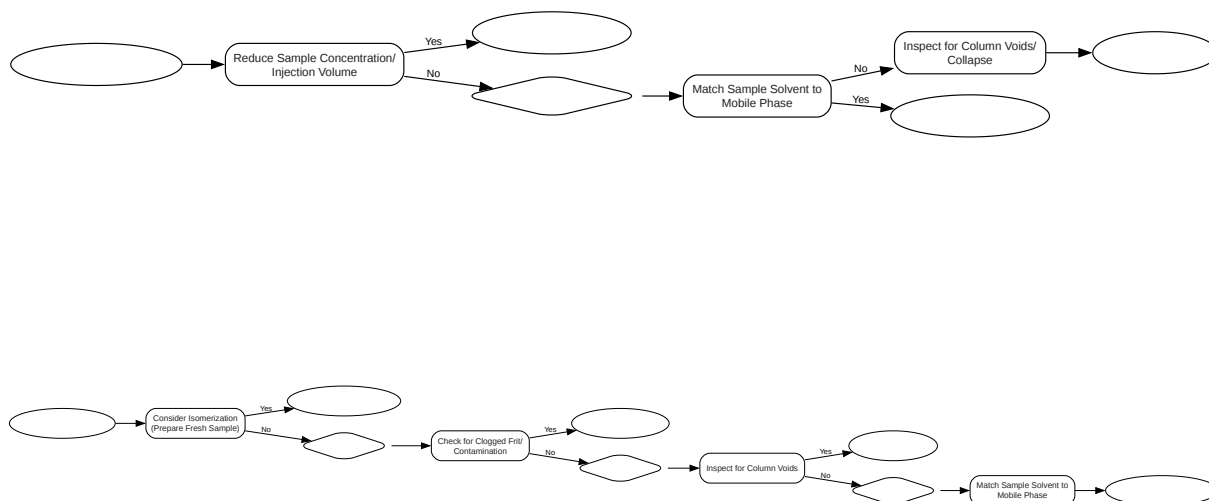 Reduce Sample Concentration/
Injection Volume
Yes
No
Match Sample Solvent to
Mobile Phase
No
Yes
Inspect for Column Voids/
Collapse
Consider Isomerization
(Prepare Fresh Sample)
Yes
No
Check for Clogged Frit/
Contamination
Yes
No
Inspect for Column Voids
Yes
No
Match Sample Solvent to
Mobile Phase